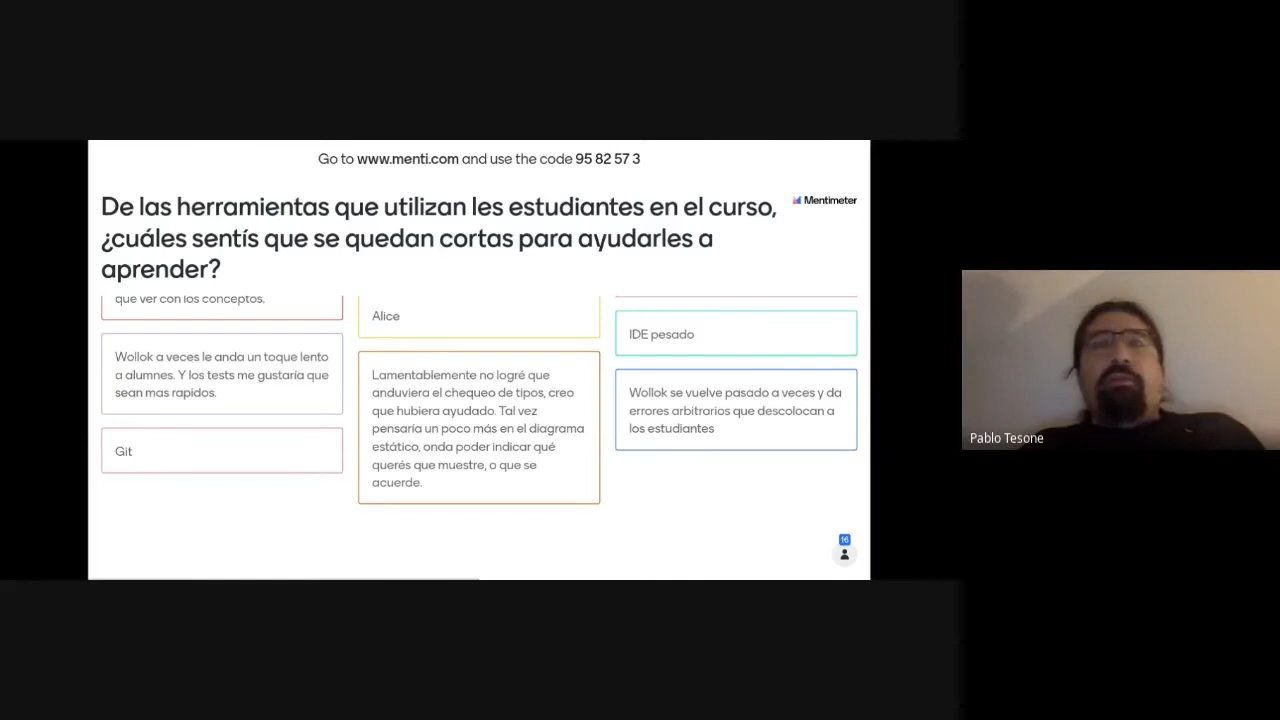 Go to www.menti.com and use the code 95 82 57 3
Mentimeter
De las herramientas que utilizan les estudiantes en el curso,
¿cuáles sentís que se quedan cortas para ayudarles a
aprender?
que ver con los conceptos.
Wollok a veces le anda un toque lento
a alumnes. Y los tests me gustaría que
sean mas rapidos.
Git
Alice
Lamentablemente no logré que
anduviera el chequeo de tipos, creo
que hubiera ayudado. Tal vez
pensaría un poco más en el diagrama
estático, onda poder indicar qué
querés que muestre, o que se
acuerde.
IDE pesado
Wollok se vuelve pasado a veces y da
errores arbitrarios que descolocan a
los estudiantes
16
Pablo Tesone